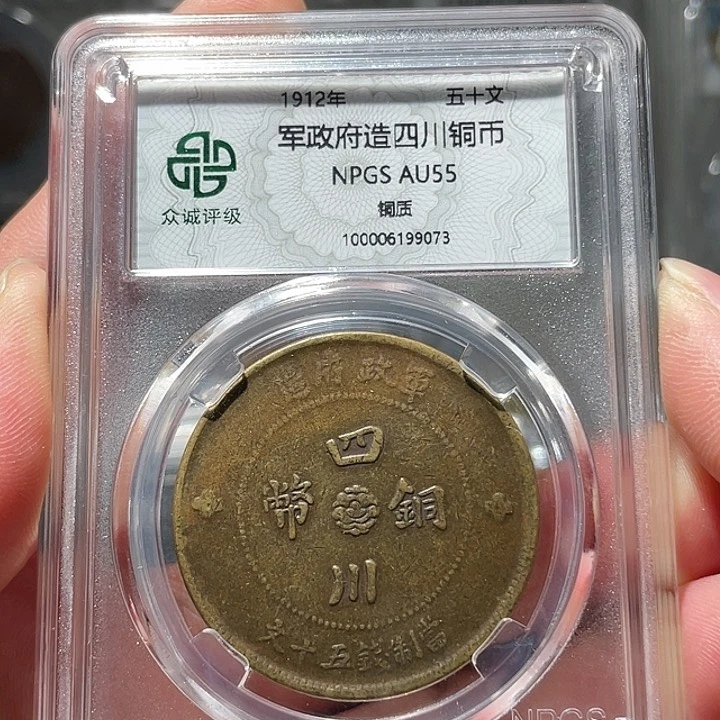 1912年 五十文
军政府造四川铜币
NPGS AU55
铜质
100006199073
众诚评级
軍政府造
四
幣 銅
川
當制錢五十文
NPGS